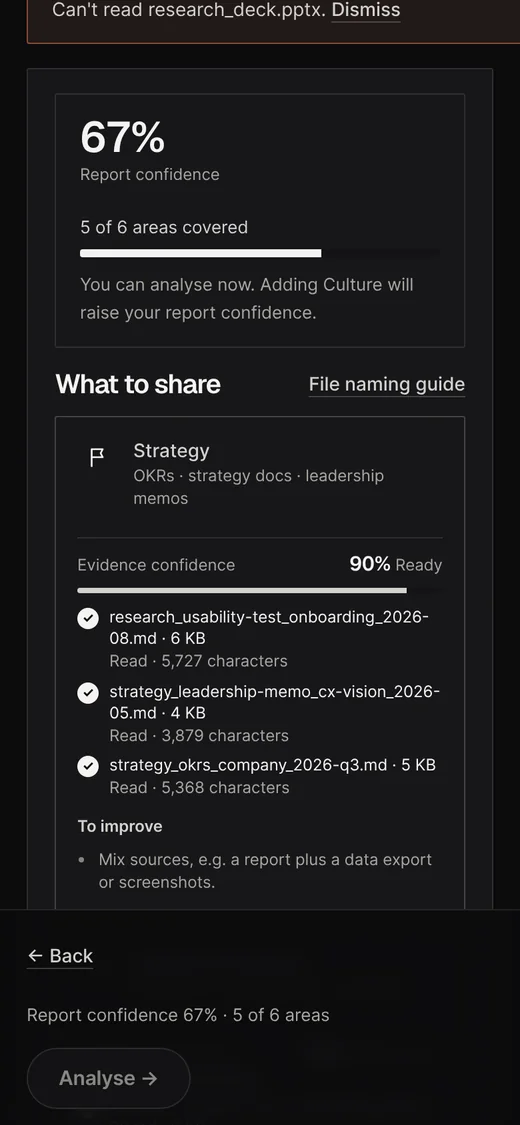 Can't read research_deck.pptx. Dismiss
67%
Report confidence
5 of 6 areas covered
You can analyse now. Adding Culture will
raise your report confidence.
What to share
File naming guide
Strategy
OKRs · strategy docs · leadership
memos
Evidence confidence
90% Ready
research_usability-test_onboarding_2026-
08.md · 6 KB
Read · 5,727 characters
strategy_leadership-memo_cx-vision_2026-
05.md · 4 KB
Read · 3,879 characters
strategy_okrs_company_2026-q3.md · 5 KB
Read · 5,368 characters
To improve
• Mix sources, e.g. a report plus a data export
or screenshots.
← Back
Report confidence 67% · 5 of 6 areas
Analyse →